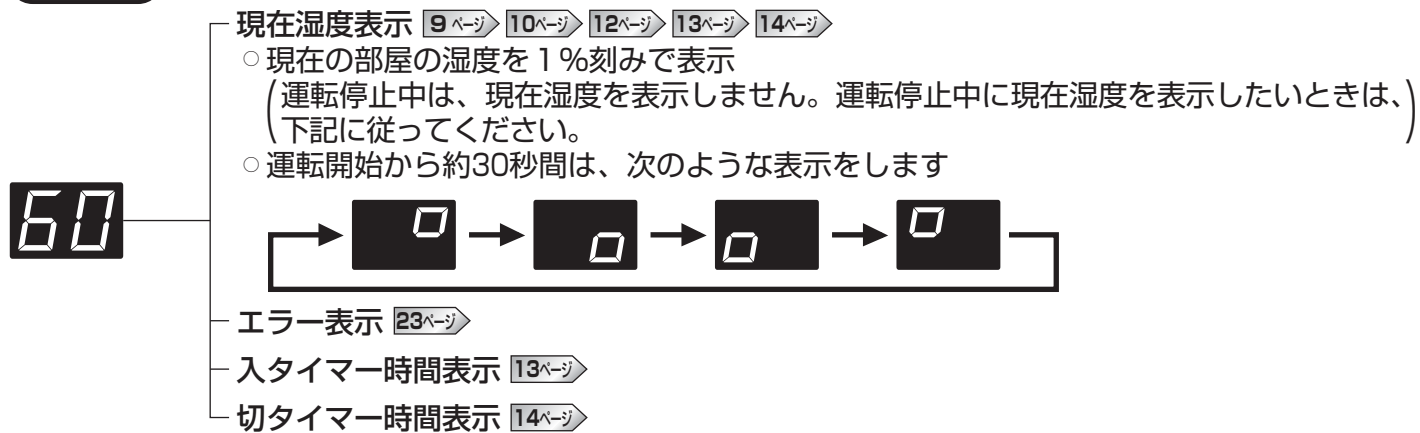 現在湿度表示 9ページ 10ページ 12ページ 13ページ 14ページ
○現在の部屋の湿度を1%刻みで表示
(運転停止中は、現在湿度を表示しません。運転停止中に現在湿度を表示したいときは、
下記に従ってください。)
○運転開始から約30秒間は、次のような表示をします
60
エラー表示 23ページ
入タイマー時間表示 13ページ
切タイマー時間表示 14ページ